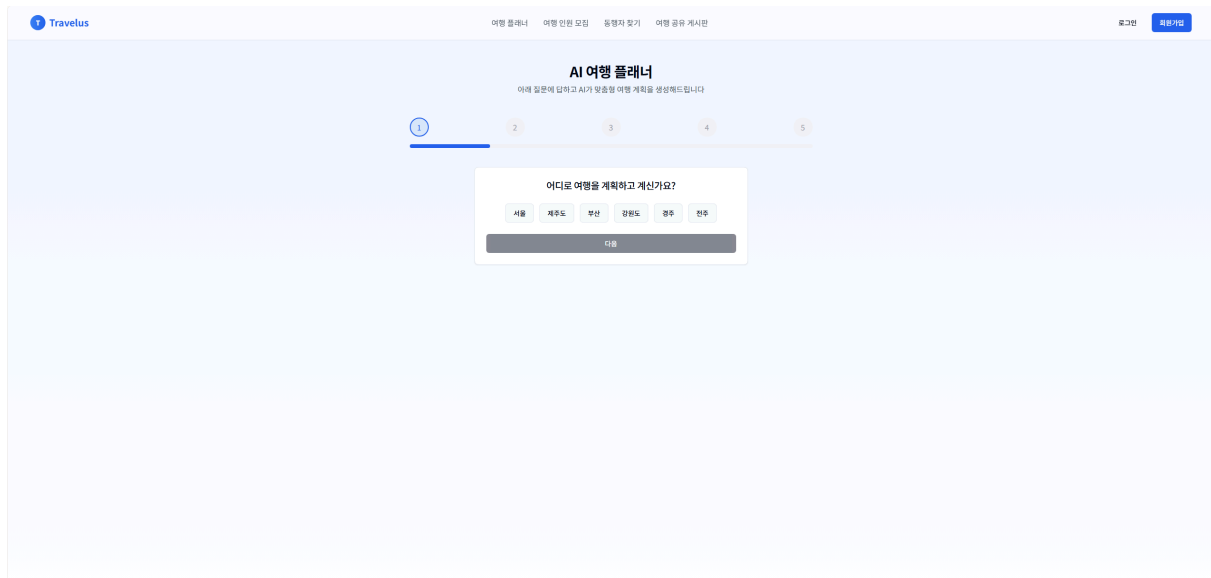 T Travelus
여행 플래너 여행 인원 모집 동행자 찾기 여행 공유 게시판
로그인 회원가입
AI 여행 플래너
아래 질문에 답하고 AI가 맞춤형 여행 계획을 생성해드립니다
1 2 3 4 5
어디로 여행을 계획하고 계신가요?
서울 제주도 부산 강원도 경주 전주
다음